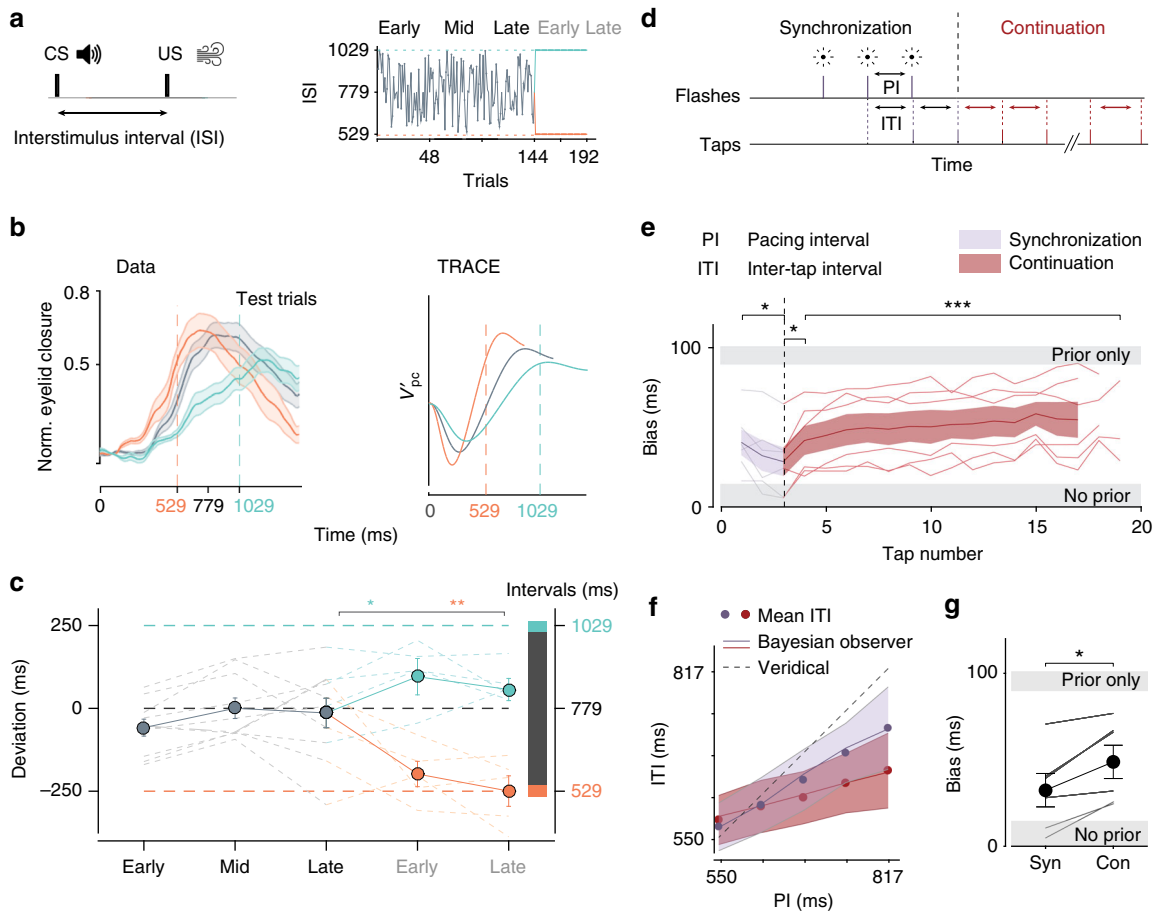 a
CS
US
Interstimulus interval (ISI)
Early Mid Late Early Late
ISI
1029
779
529
48 144 192
Trials
b
Data
TRACE
Test trials
Norm. eyelid closure
0.8
0.5
0 529 779 1029
V′pc
0 529 1029
Time (ms)
c
Intervals (ms)
* **
Deviation (ms)
250
0
−250
1029
779
529
Early Mid Late Early Late
d
Synchronization Continuation
Flashes
PI
ITI
Taps
//
Time
e
PI Pacing interval
ITI Inter-tap interval
Synchronization
Continuation
* * ***
Bias (ms)
100
0
Prior only
No prior
0 5 10 15 20
Tap number
f
Mean ITI
Bayesian observer
Veridical
ITI (ms)
817
550
550 817
PI (ms)
g
*
Bias (ms)
100
0
Prior only
No prior
Syn Con